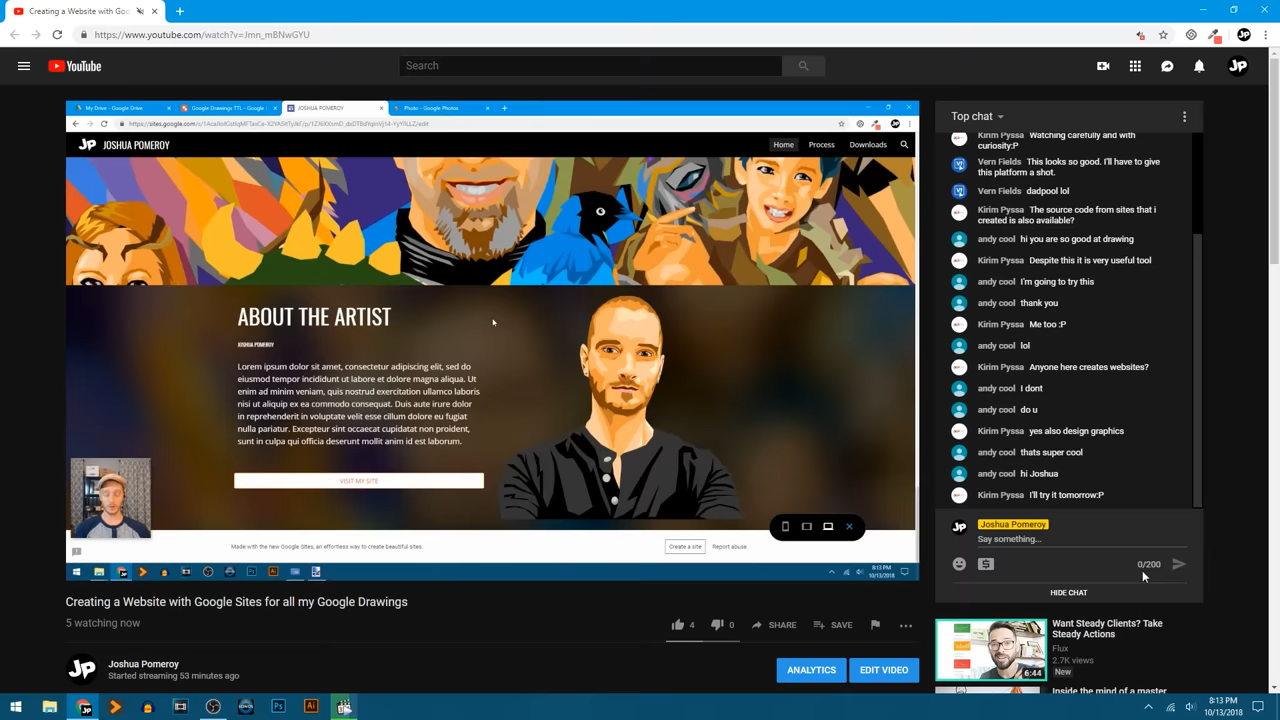 Creating a Website with Go
https://www.youtube.com/watch?v=Jmn_mBNwGYU
JP
YouTube
Search
JP
My Drive - Google Drive
Google Drawings TTL - Google
JOSHUA POMEROY
Photo - Google Photos
JP JOSHUA POMEROY
Home Process Downloads
ABOUT THE ARTIST
JOSHUA POMEROY
Lorem ipsum dolor sit amet, consectetur adipiscing elit, sed do
eiusmod tempor incididunt ut labore et dolore magna aliqua. Ut
enim ad minim veniam, quis nostrud exercitation ullamco laboris
nisi ut aliquip ex ea commodo consequat. Duis aute irure dolor
in reprehenderit in voluptate velit esse cillum dolore eu fugiat
nulla pariatur. Excepteur sint occaecat cupidatat non proident,
sunt in culpa qui officia deserunt mollit anim id est laborum.
VISIT MY SITE
Made with the new Google Sites, an effortless way to create beautiful sites.
Create a site
Report abuse
8:13 PM
10/13/2018
Top chat
Kirim Pyssa Watching carefully and with
curiosity:P
Vern Fields This looks so good. I'll have to give
this platform a shot.
Vern Fields dadpool lol
Kirim Pyssa The source code from sites that i
created is also available?
andy cool hi you are so good at drawing
Kirim Pyssa Despite this it is very useful tool
andy cool I'm going to try this
andy cool thank you
Kirim Pyssa Me too :P
andy cool lol
Kirim Pyssa Anyone here creates websites?
andy cool I dont
andy cool do u
Kirim Pyssa yes also design graphics
andy cool thats super cool
andy cool hi Joshua
Kirim Pyssa I'll try it tomorrow:P
JP Joshua Pomeroy
Say something...
0/200
HIDE CHAT
Creating a Website with Google Sites for all my Google Drawings
5 watching now
4 0 SHARE SAVE
JP Joshua Pomeroy
Started streaming 53 minutes ago
ANALYTICS EDIT VIDEO
Want Steady Clients? Take
Steady Actions
Flux
2.7K views
New
6:44
Inside the mind of a master
Ps Ai
8:13 PM
10/13/2018